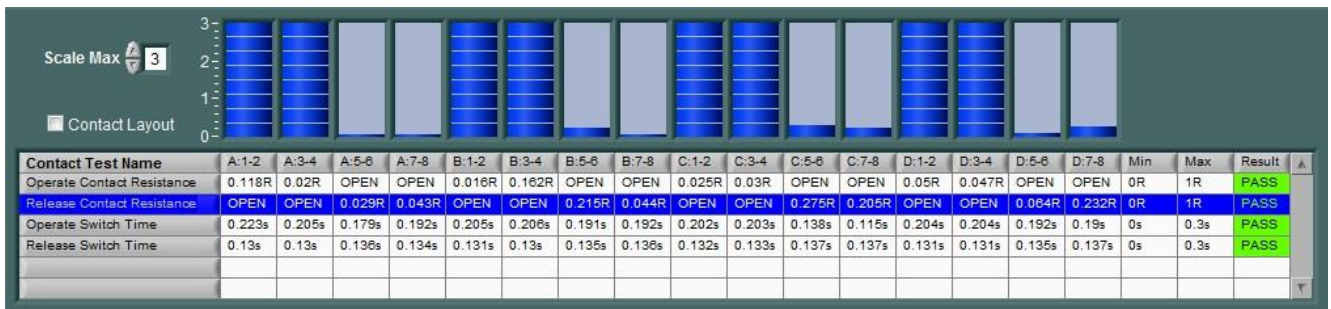 3
Scale Max 3
2
1
Contact Layout
0
Contact Test Name A:1-2 A:3-4 A:5-6 A:7-8 B:1-2 B:3-4 B:5-6 B:7-8 C:1-2 C:3-4 C:5-6 C:7-8 D:1-2 D:3-4 D:5-6 D:7-8 Min Max Result
Operate Contact Resistance 0.118R 0.02R OPEN OPEN 0.016R 0.162R OPEN OPEN 0.025R 0.03R OPEN OPEN 0.05R 0.047R OPEN OPEN 0R 1R PASS
Release Contact Resistance OPEN OPEN 0.029R 0.043R OPEN OPEN 0.215R 0.044R OPEN OPEN 0.275R 0.205R OPEN OPEN 0.064R 0.232R 0R 1R PASS
Operate Switch Time 0.223s 0.205s 0.179s 0.192s 0.205s 0.206s 0.191s 0.192s 0.202s 0.203s 0.138s 0.115s 0.204s 0.204s 0.192s 0.19s 0s 0.3s PASS
Release Switch Time 0.13s 0.13s 0.136s 0.134s 0.131s 0.13s 0.135s 0.136s 0.132s 0.133s 0.137s 0.137s 0.131s 0.131s 0.135s 0.137s 0s 0.3s PASS